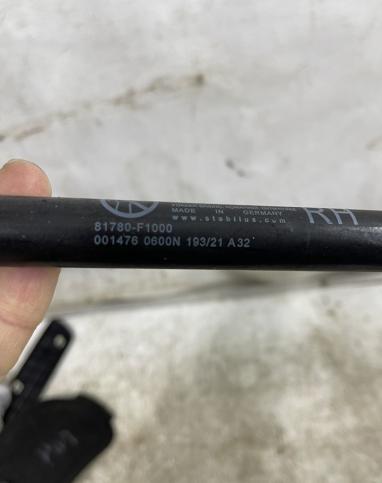 MADE IN GERMANY
www.stabilus.com
RH
81780-F1000
001476 0600N 193/21 A32